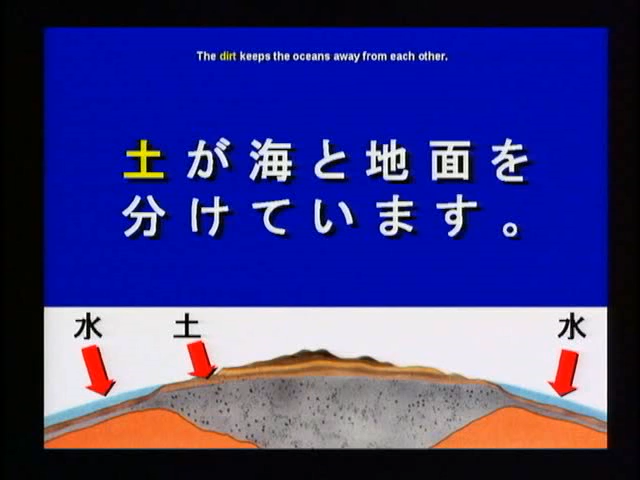 The dirt keeps the oceans away from each other.
土が海と地面を
分けています。
水 土 水